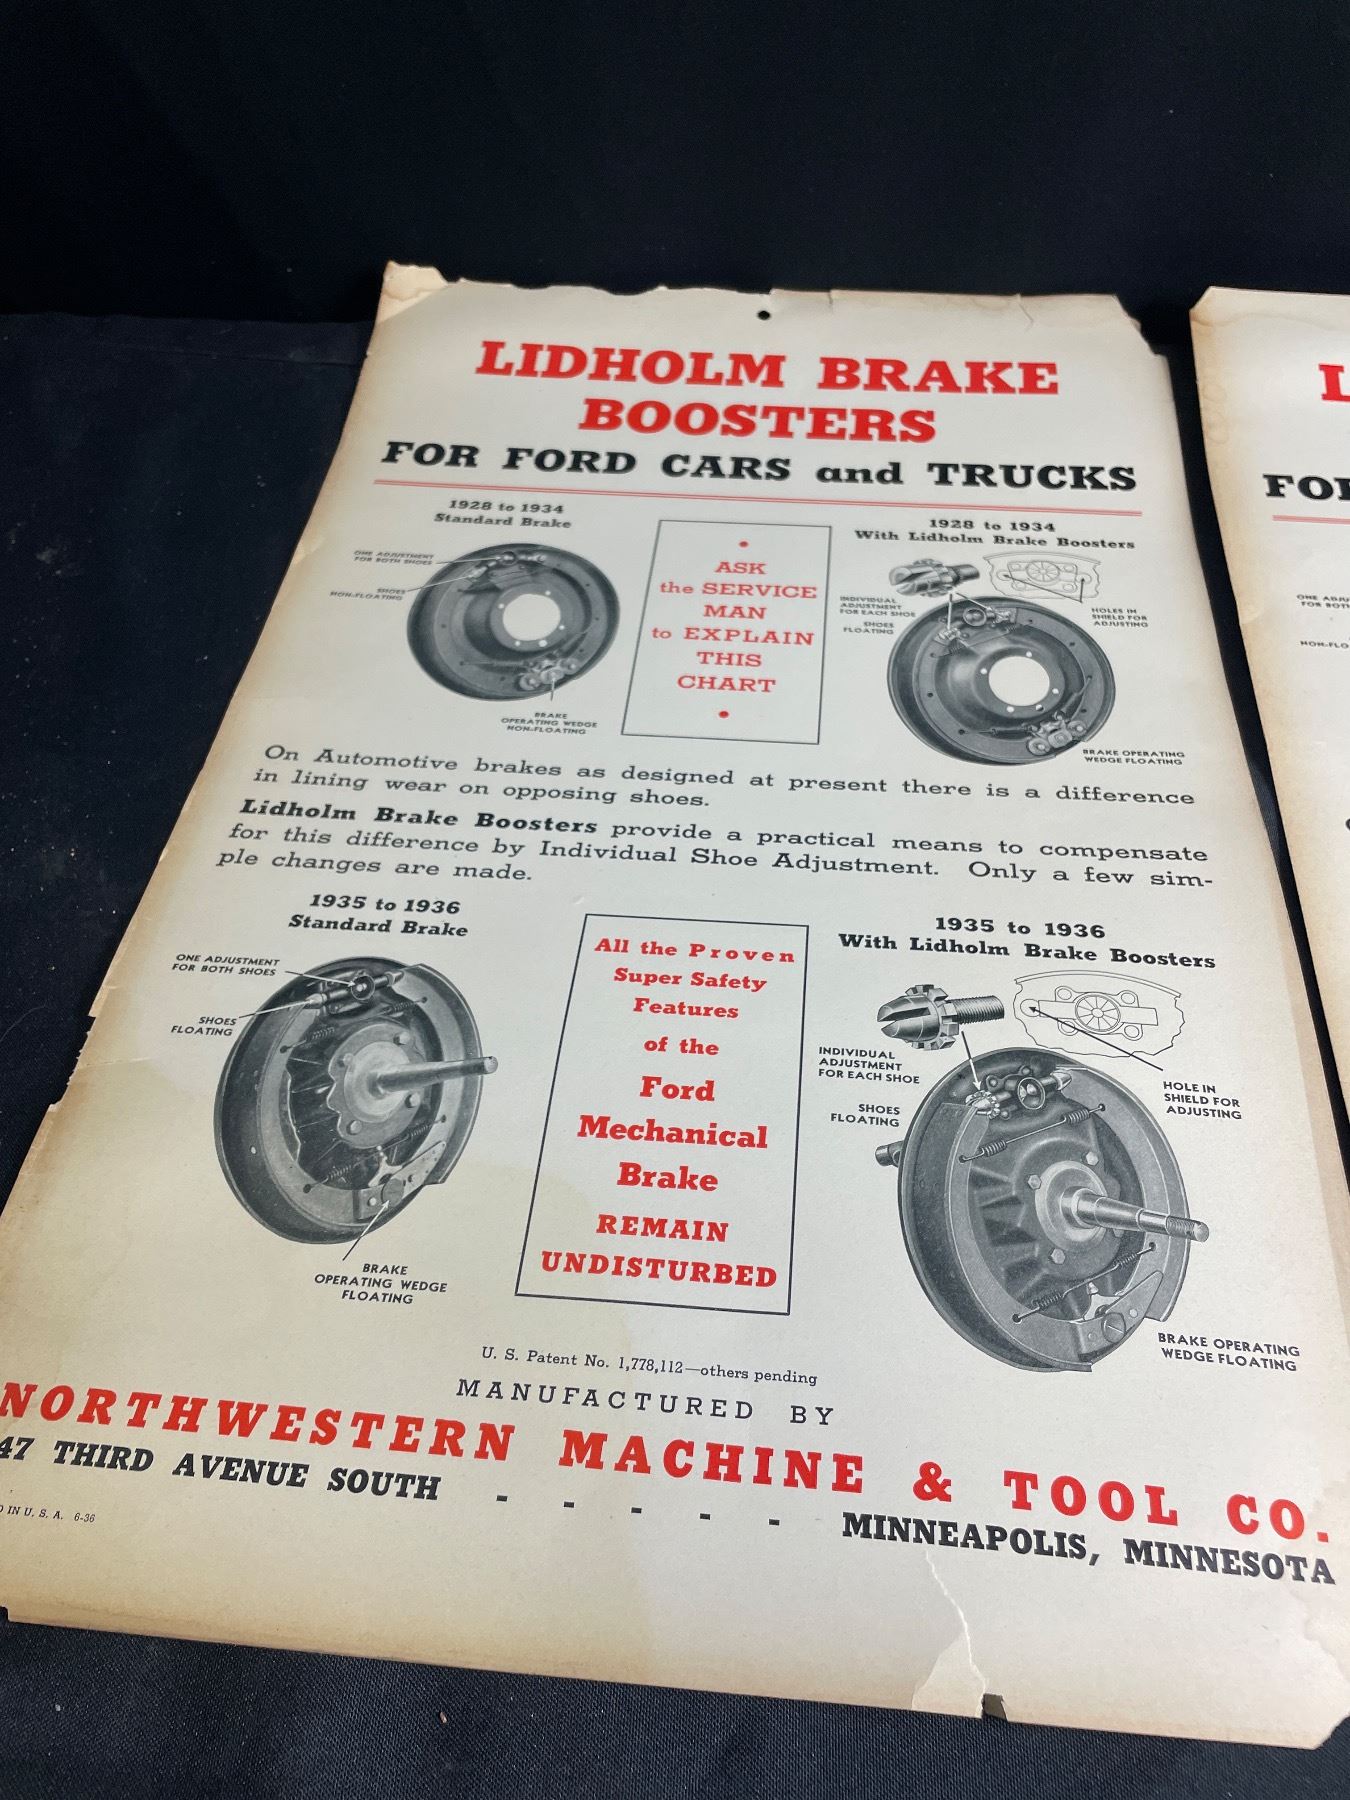 LIDHOLM BRAKE
BOOSTERS
FOR FORD CARS and TRUCKS
1928 to 1934
Standard Brake
ONE ADJUSTMENT
FOR BOTH SHOES
SHOES
NON-FLOATING
BRAKE
OPERATING WEDGE
NON-FLOATING
ASK
the SERVICE
MAN
to EXPLAIN
THIS
CHART
1928 to 1934
With Lidholm Brake Boosters
INDIVIDUAL
ADJUSTMENT
FOR EACH SHOE
SHOES
FLOATING
HOLES IN
SHIELD FOR
ADJUSTING
BRAKE OPERATING
WEDGE FLOATING
On Automotive brakes as designed at present there is a difference
in lining wear on opposing shoes.
Lidholm Brake Boosters provide a practical means to compensate
for this difference by Individual Shoe Adjustment. Only a few sim-
ple changes are made.
1935 to 1936
Standard Brake
ONE ADJUSTMENT
FOR BOTH SHOES
SHOES
FLOATING
BRAKE
OPERATING WEDGE
FLOATING
All the Proven
Super Safety
Features
of the
Ford
Mechanical
Brake
REMAIN
UNDISTURBED
1935 to 1936
With Lidholm Brake Boosters
INDIVIDUAL
ADJUSTMENT
FOR EACH SHOE
SHOES
FLOATING
HOLE IN
SHIELD FOR
ADJUSTING
BRAKE OPERATING
WEDGE FLOATING
U. S. Patent No. 1,778,112—others pending
MANUFACTURED BY
NORTHWESTERN MACHINE & TOOL CO.
47 THIRD AVENUE SOUTH - - - - - MINNEAPOLIS, MINNESOTA
IN U. S. A. 6-36
L
FOR
NON-FLO